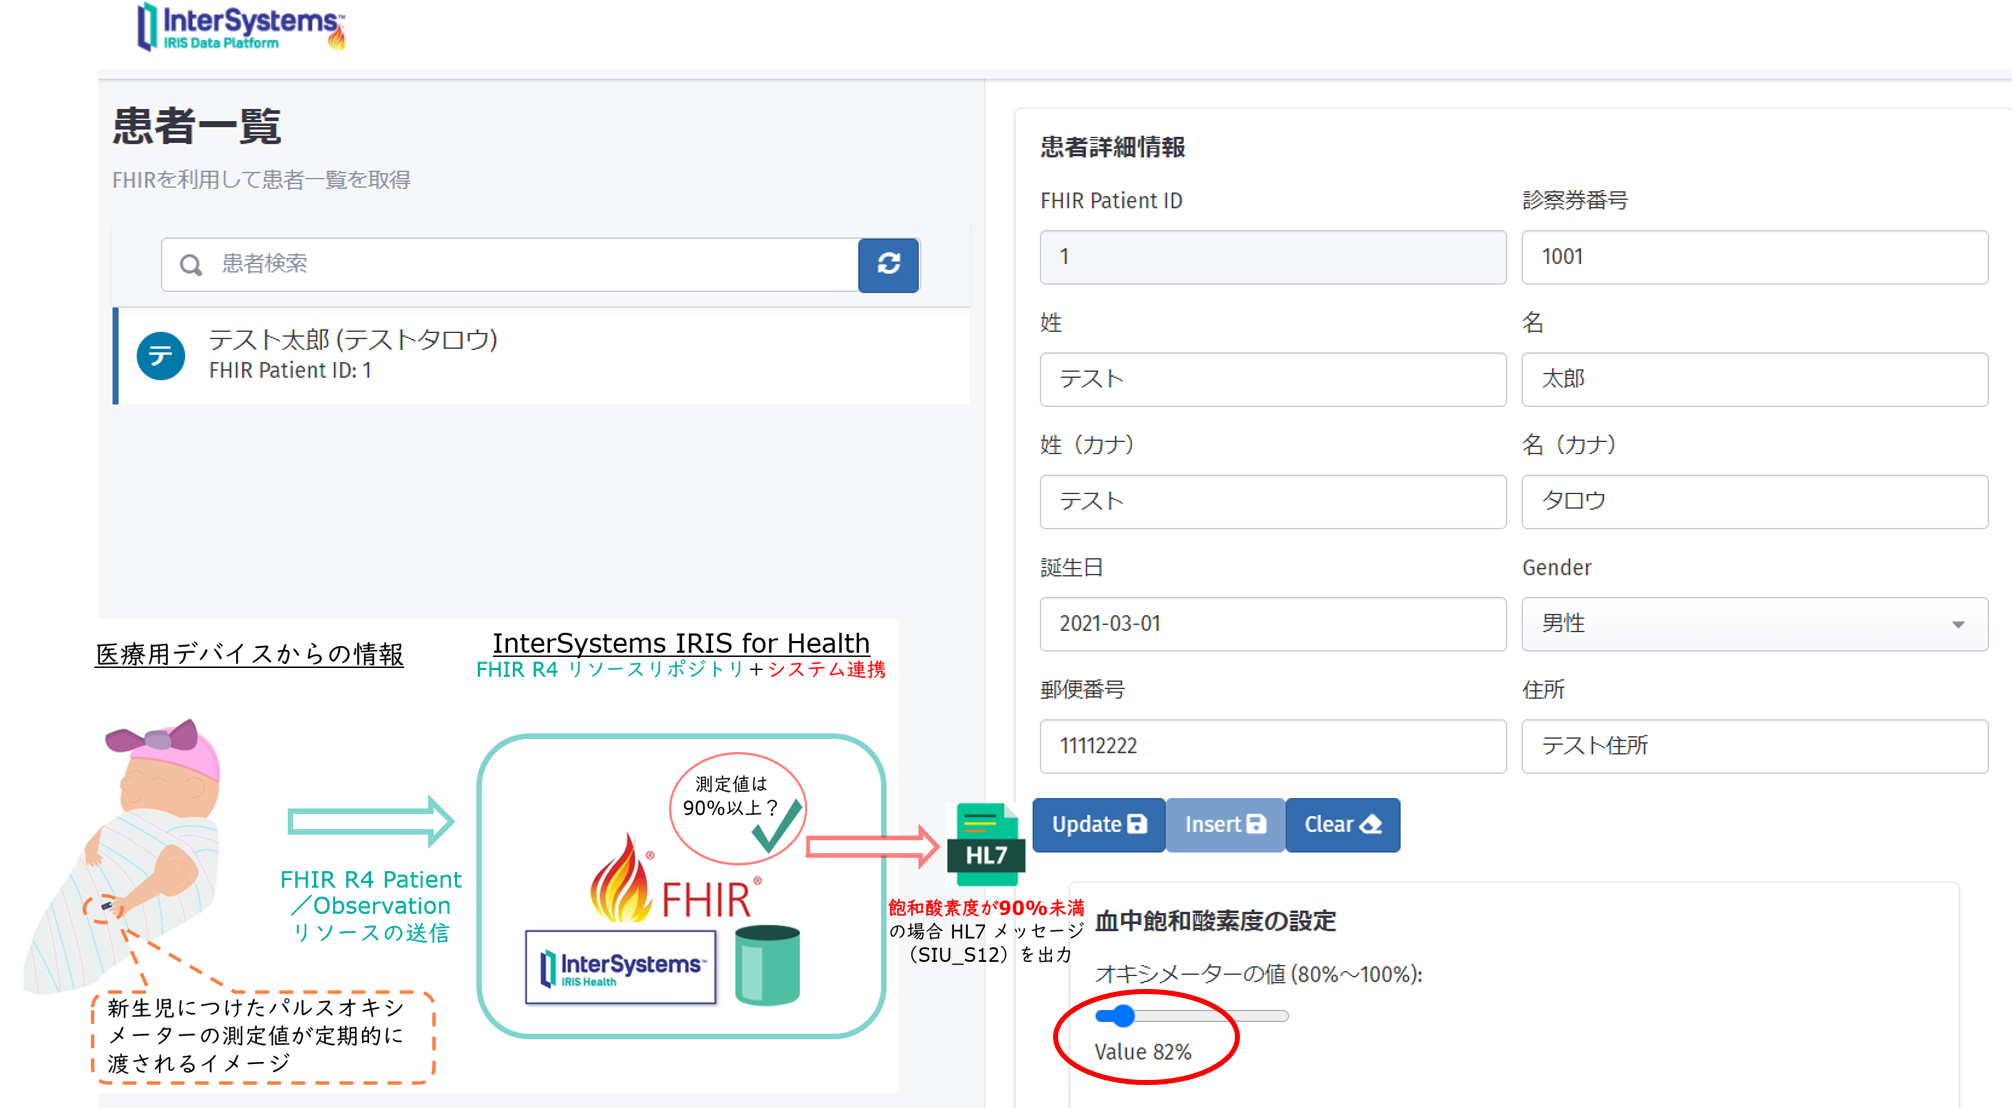 InterSystems™
IRIS Data Platform
患者一覧
FHIRを利用して患者一覧を取得
患者検索
テ
テスト太郎 (テストタロウ)
FHIR Patient ID: 1
患者詳細情報
FHIR Patient ID
診察券番号
1
1001
姓
名
テスト
太郎
姓（カナ）
名（カナ）
テスト
タロウ
誕生日
Gender
2021-03-01
男性
郵便番号
住所
11112222
テスト住所
Update
Insert
Clear
血中飽和酸素度の設定
オキシメーターの値 (80%～100%):
Value 82%
医療用デバイスからの情報
InterSystems IRIS for Health
FHIR R4 リソースリポジトリ＋システム連携
測定値は
90%以上？
FHIR R4 Patient
／Observation
リソースの送信
FHIR®
®
InterSystems™
IRIS Health
HL7
飽和酸素度が90%未満
の場合 HL7 メッセージ
（SIU_S12）を出力
新生児につけたパルスオキシ
メーターの測定値が定期的に
渡されるイメージ